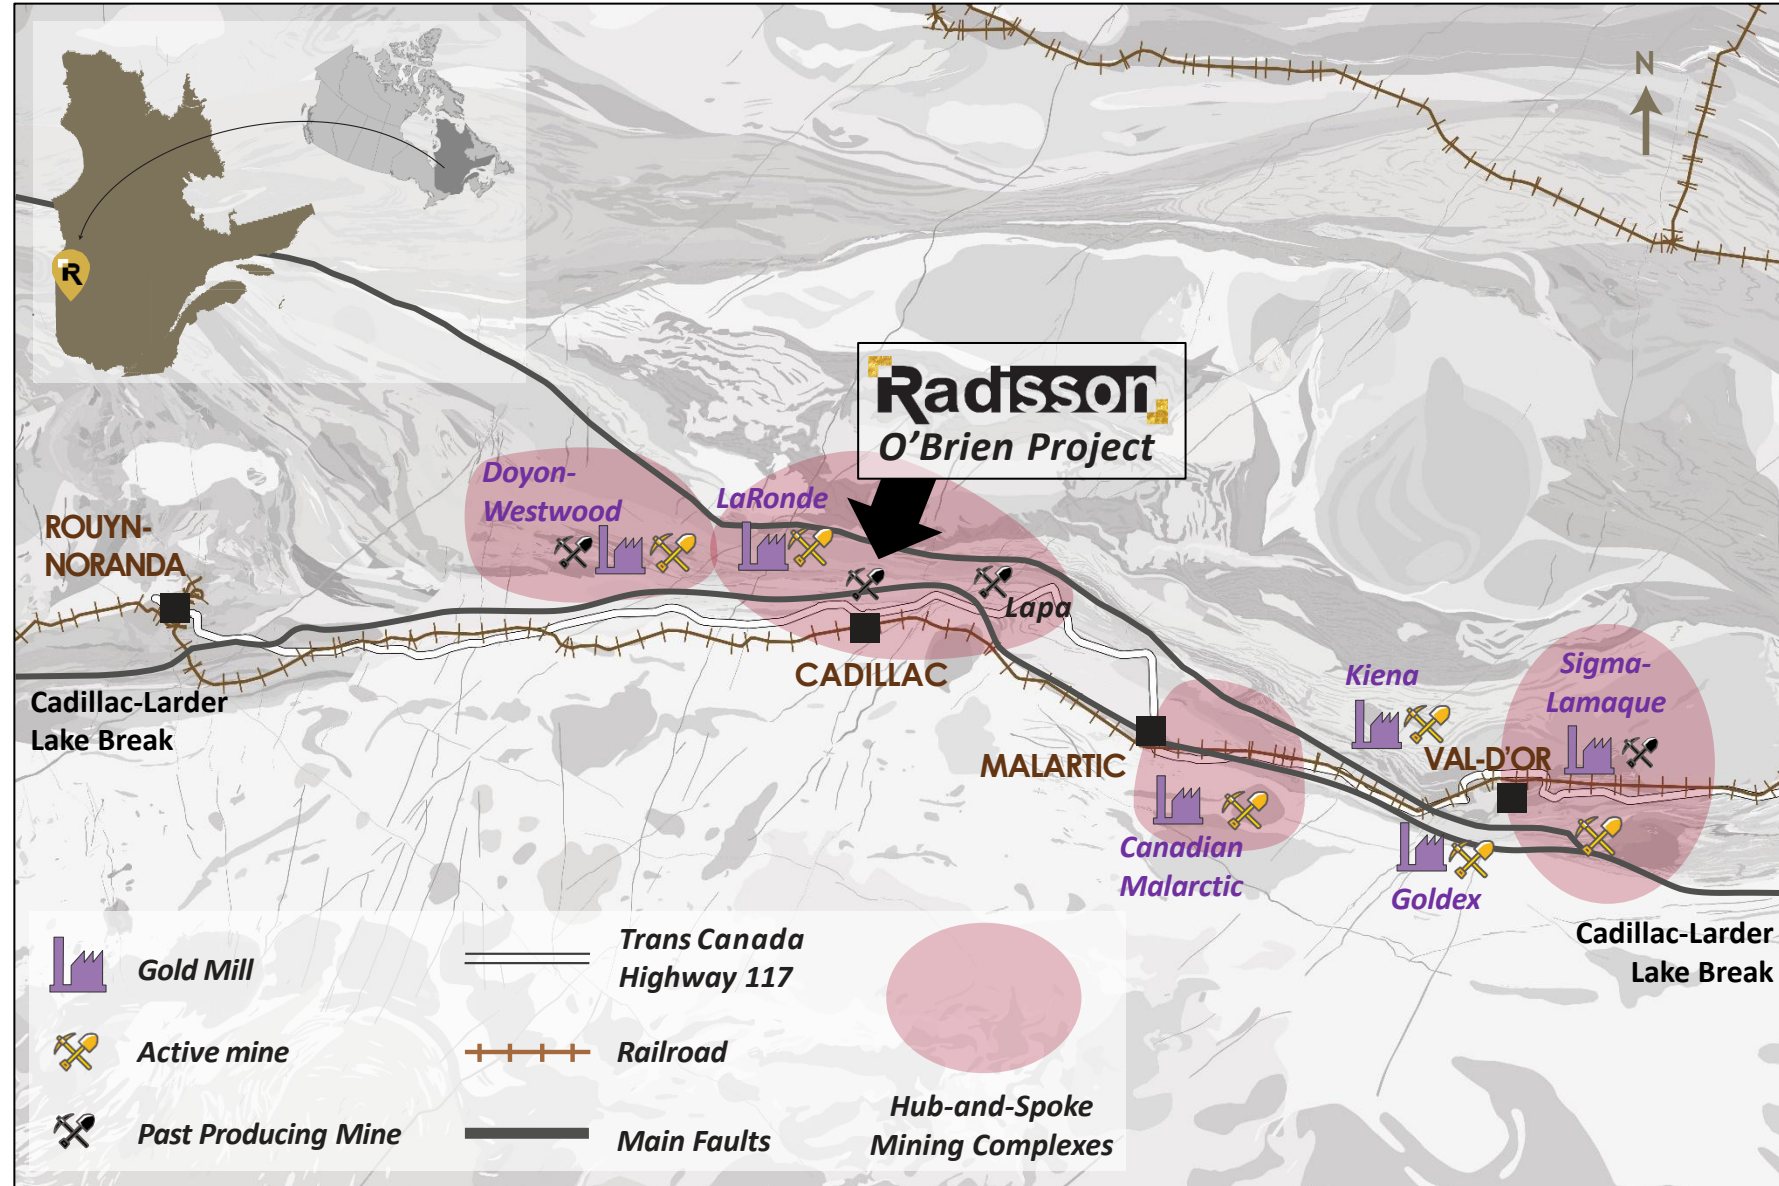 N
R
Radisson
O'Brien Project
Doyon-
Westwood
LaRonde
ROUYN-
NORANDA
Lapa
CADILLAC
Cadillac-Larder
Lake Break
Kiena
Sigma-
Lamaque
MALARTIC
VAL-D'OR
Canadian
Malarctic
Goldex
Cadillac-Larder
Lake Break
Gold Mill
Active mine
Past Producing Mine
Trans Canada
Highway 117
Railroad
Main Faults
Hub-and-Spoke
Mining Complexes